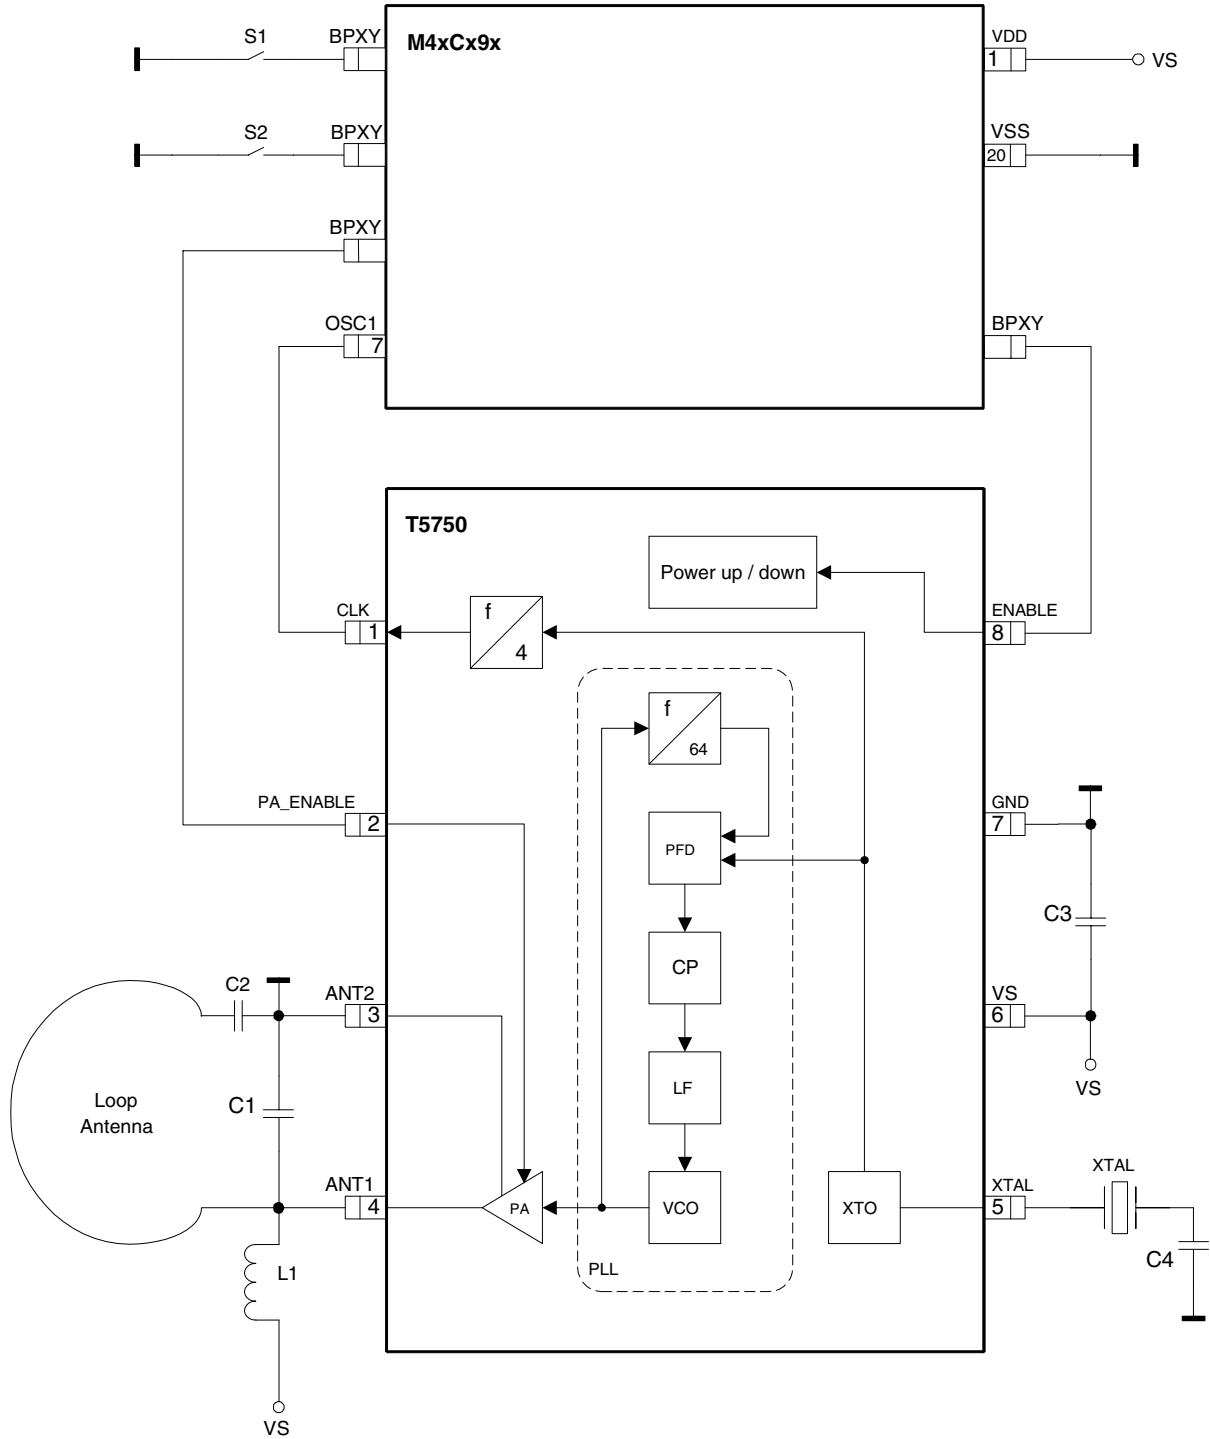 S1
BPXY
M4xCx9x
VDD
1
VS
S2
BPXY
VSS
20
BPXY
OSC1
7
BPXY
T5750
Power up / down
CLK
1
f
4
ENABLE
8
f
64
PA_ENABLE
2
PFD
GND
7
C3
CP
C2
ANT2
3
VS
6
VS
Loop
Antenna
C1
LF
ANT1
4
PA
VCO
XTO
XTAL
5
XTAL
C4
L1
PLL
VS